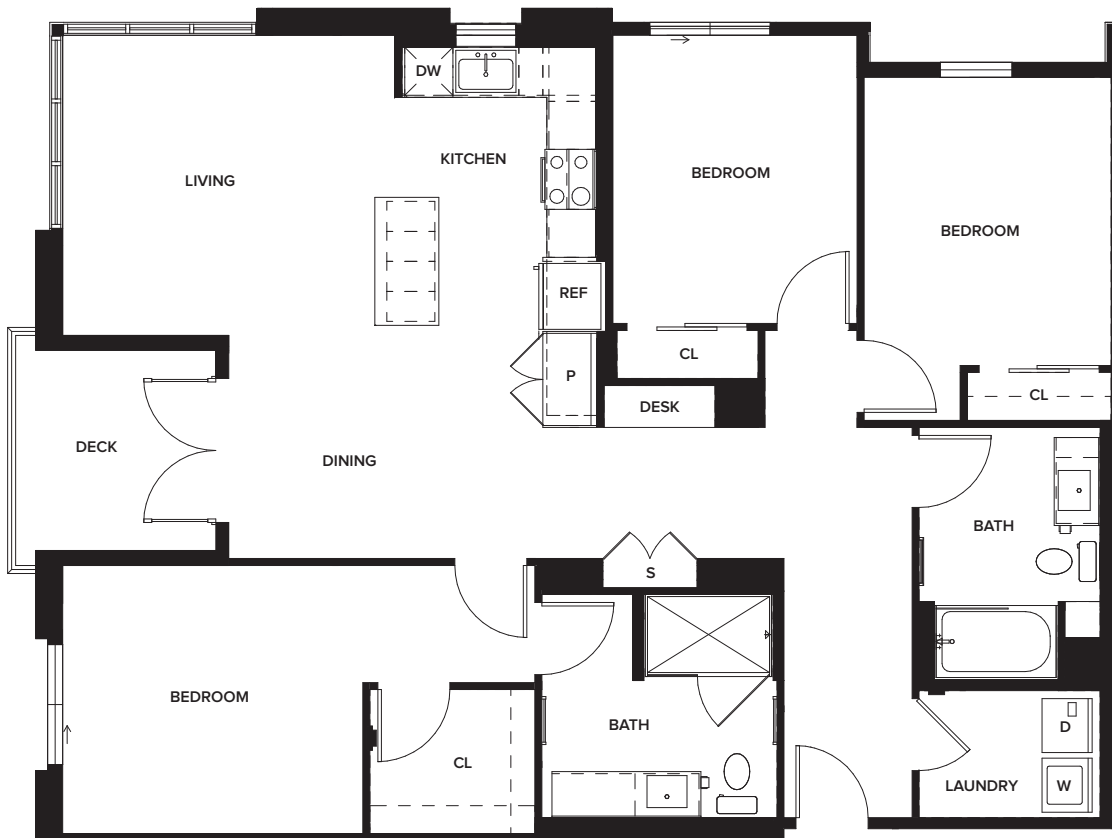 DW
KITCHEN
LIVING
BEDROOM
BEDROOM
REF
CL
P
CL
DESK
DECK
DINING
BATH
S
BEDROOM
BATH
CL
D
LAUNDRY
W